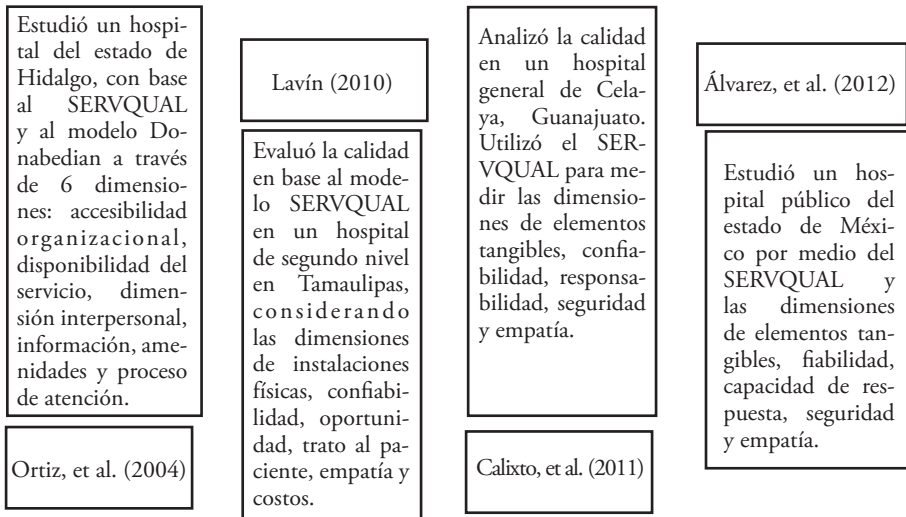 Estudió un hospi-
tal del estado de
Hidalgo, con base
al SERVQUAL
y al modelo Do-
nabedian a través
de 6 dimensio-
nes: accesibilidad
organizacional,
disponibilidad del
servicio, dimen-
sión interpersonal,
información, ame-
nidades y proceso
de atención.
Ortiz, et al. (2004)
Lavín (2010)
Evaluó la calidad
en base al mode-
lo SERVQUAL
en un hospital
de segundo nivel
en Tamaulipas,
considerando
las dimensiones
de instalaciones
físicas, confiabi-
lidad, oportuni-
dad, trato al pa-
ciente, empatía y
costos.
Analizó la calidad
en un hospital
general de Cela-
ya, Guanajuato.
Utilizó el SER-
VQUAL para me-
dir las dimensio-
nes de elementos
tangibles, confia-
bilidad, responsa-
bilidad, seguridad
y empatía.
Calixto, et al. (2011)
Álvarez, et al. (2012)
Estudió un hos-
pital público del
estado de Méxi-
co por medio del
SERVQUAL y
las dimensiones
de elementos tan-
gibles, fiabilidad,
capacidad de res-
puesta, seguridad
y empatía.